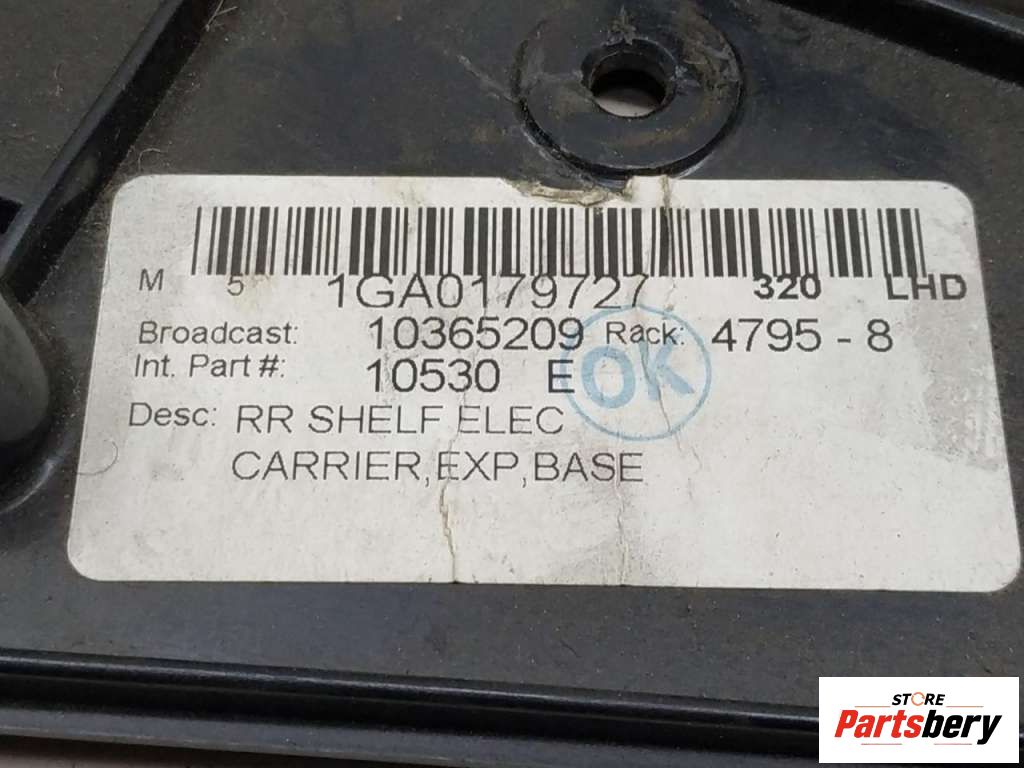 M 5 1GA0179727 320 LHD
Broadcast: 10365209 Rack: 4795 - 8
Int. Part #: 10530 E
OK
Desc: RR SHELF ELEC
CARRIER,EXP,BASE
STORE
Partsbery